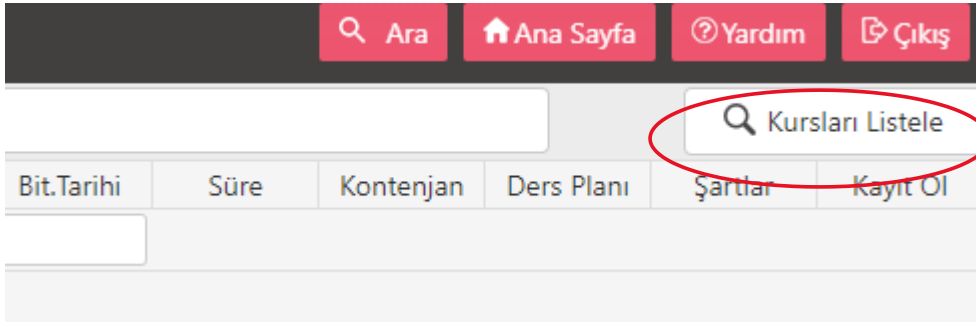 Ara Ana Sayfa Yardım Çıkış
Kursları Listele
Bit.Tarihi Süre Kontenjan Ders Planı Şartlar Kayıt Ol